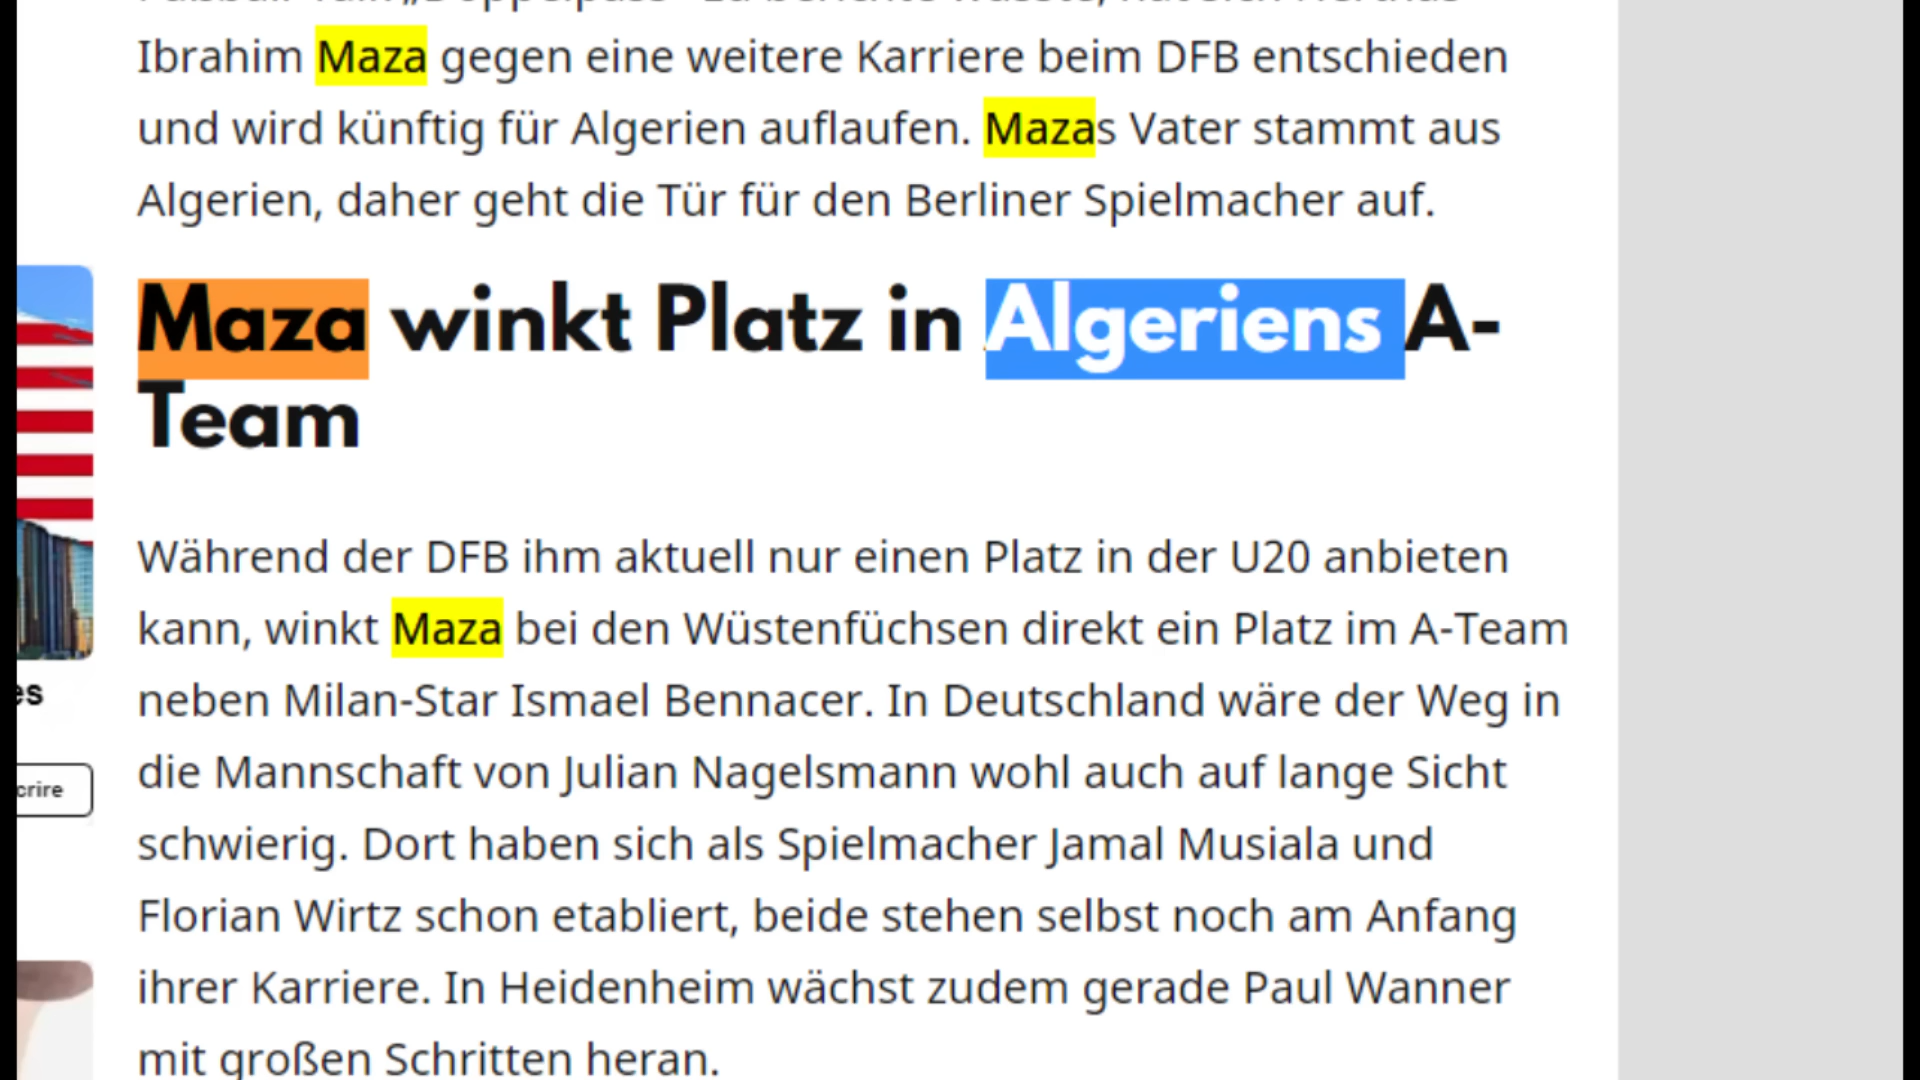 Ibrahim Maza gegen eine weitere Karriere beim DFB entschieden
und wird künftig für Algerien auflaufen. Mazas Vater stammt aus
Algerien, daher geht die Tür für den Berliner Spielmacher auf.
Maza winkt Platz in Algeriens A-
Team
Während der DFB ihm aktuell nur einen Platz in der U20 anbieten
kann, winkt Maza bei den Wüstenfüchsen direkt ein Platz im A-Team
neben Milan-Star Ismael Bennacer. In Deutschland wäre der Weg in
es
die Mannschaft von Julian Nagelsmann wohl auch auf lange Sicht
crire
schwierig. Dort haben sich als Spielmacher Jamal Musiala und
Florian Wirtz schon etabliert, beide stehen selbst noch am Anfang
ihrer Karriere. In Heidenheim wächst zudem gerade Paul Wanner
mit großen Schritten heran.